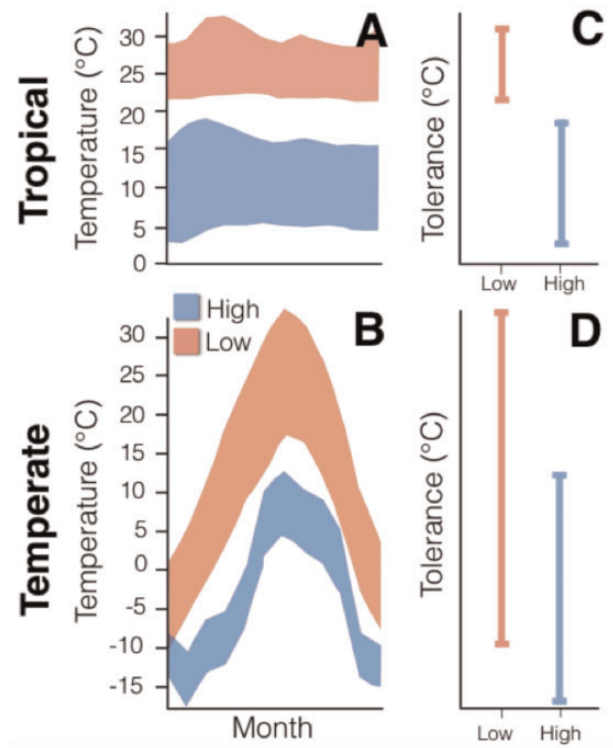 Tropical
Temperature (°C)
30
25
20
15
10
5
0
A
Tolerance (°C)
C
Low
High
Temperate
Temperature (°C)
30
25
20
15
10
5
0
-5
-10
-15
High
Low
B
Month
Tolerance (°C)
D
Low
High